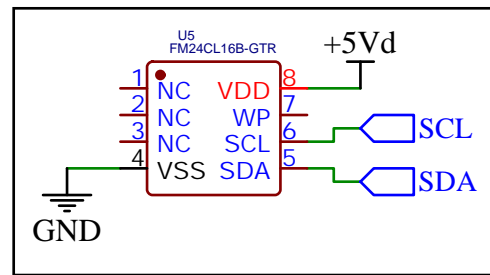 U5
FM24CL16B-GTR
+5Vd
1 NC VDD 8
2 NC WP 7
3 NC SCL 6 SCL
4 VSS SDA 5 SDA
GND